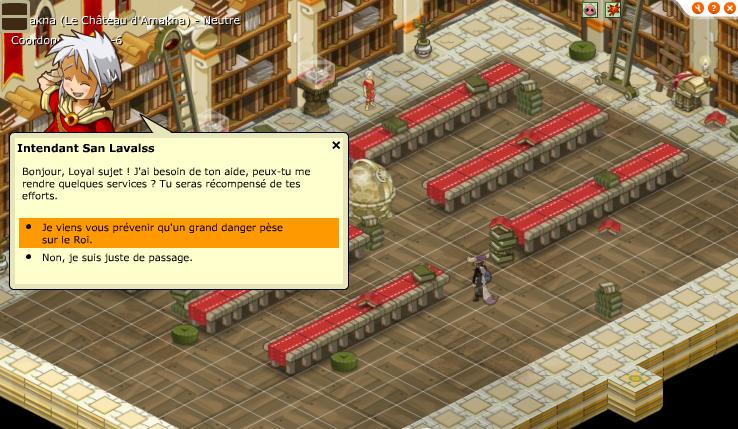 akna (Le Château d'Amakna) - Neutre
Coordon -6
Intendant San Lavalss
Bonjour, Loyal sujet ! J'ai besoin de ton aide, peux-tu me
rendre quelques services ? Tu seras récompensé de tes
efforts.
Je viens vous prévenir qu'un grand danger pèse
sur le Roi.
Non, je suis juste de passage.